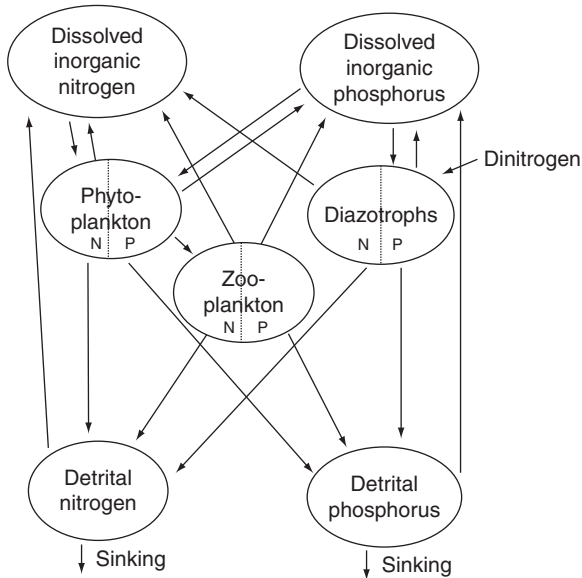 Dissolved
inorganic
nitrogen
Dissolved
inorganic
phosphorus
Dinitrogen
Phyto-
plankton
N P
Diazotrophs
N P
Zoo-
plankton
N P
Detrital
nitrogen
Detrital
phosphorus
Sinking
Sinking